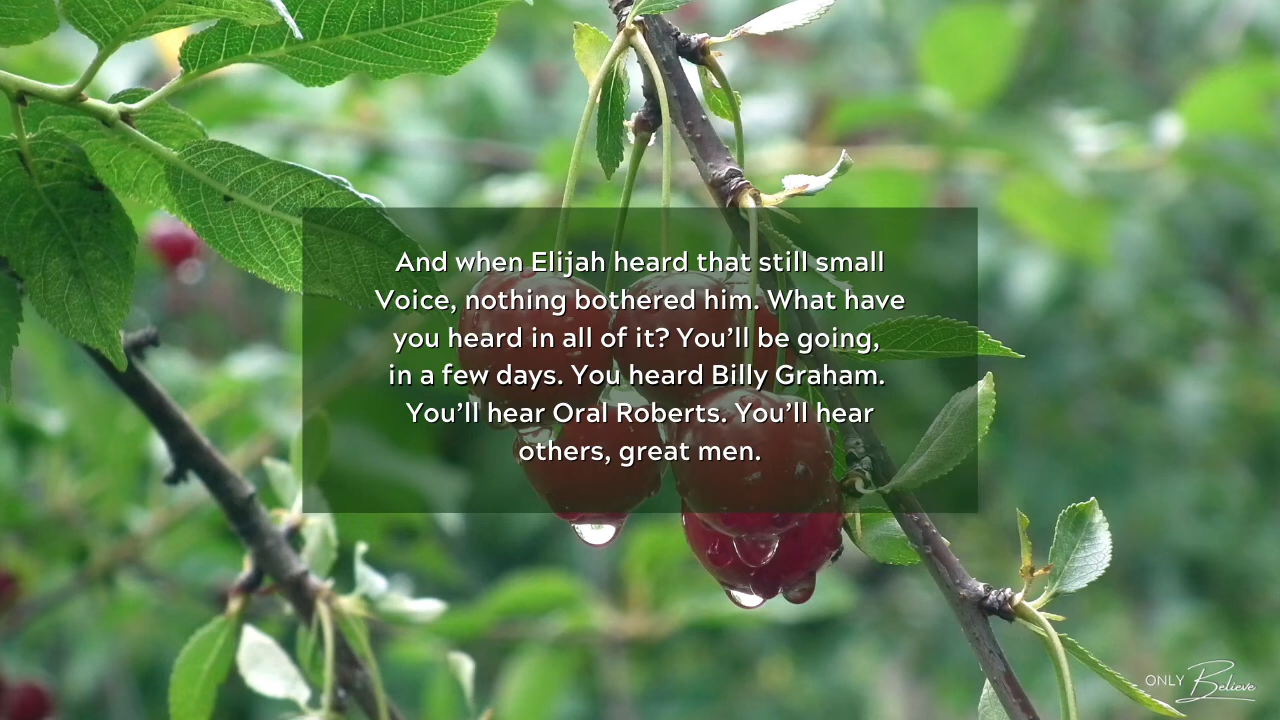 And when Elijah heard that still small
Voice, nothing bothered him. What have
you heard in all of it? You’ll be going,
in a few days. You heard Billy Graham.
You’ll hear Oral Roberts. You’ll hear
others, great men.
ONLY Believe